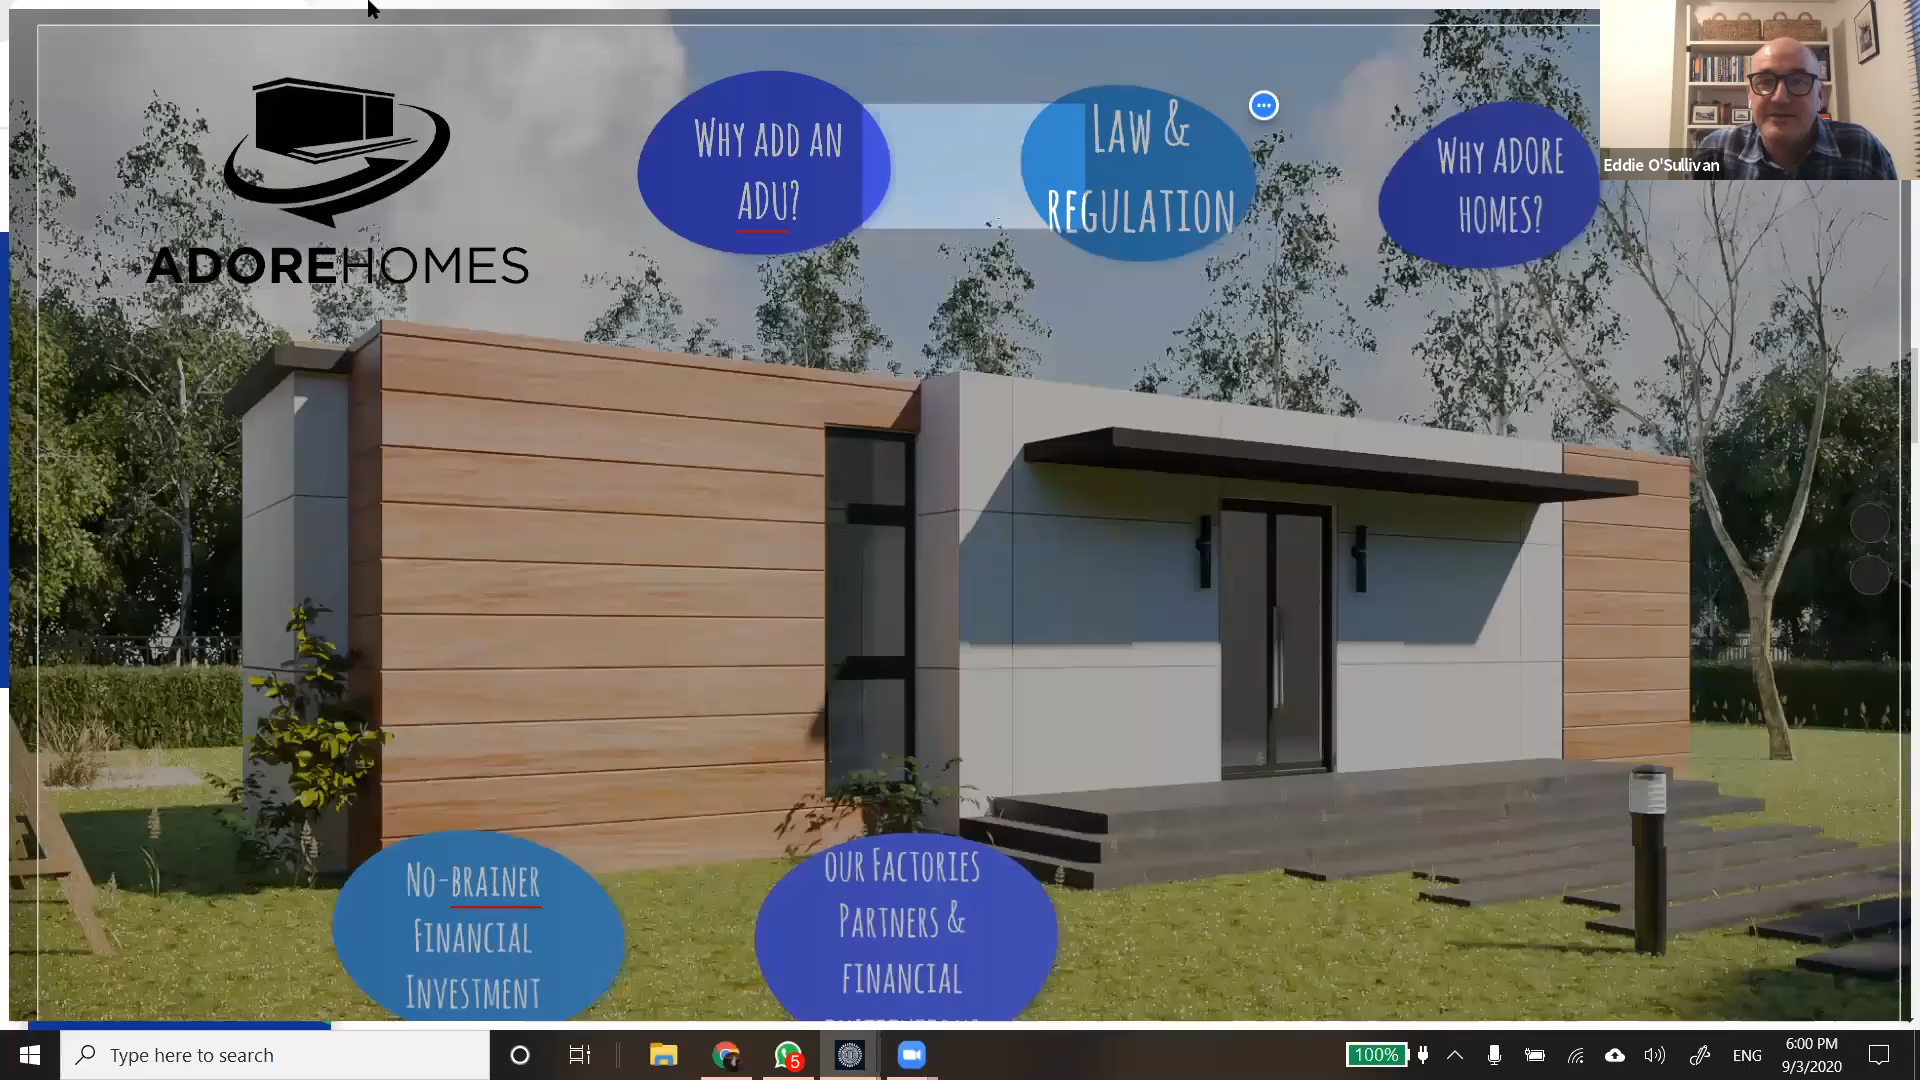 ADOREHOMES
WHY ADD AN
ADU?
LAW &
REGULATION
WHY ADORE
HOMES?
Eddie O'Sullivan
NO-BRAINER
FINANCIAL
INVESTMENT
OUR FACTORIES
PARTNERS &
FINANCIAL
Type here to search
5
100%
ENG
6:00 PM
9/3/2020